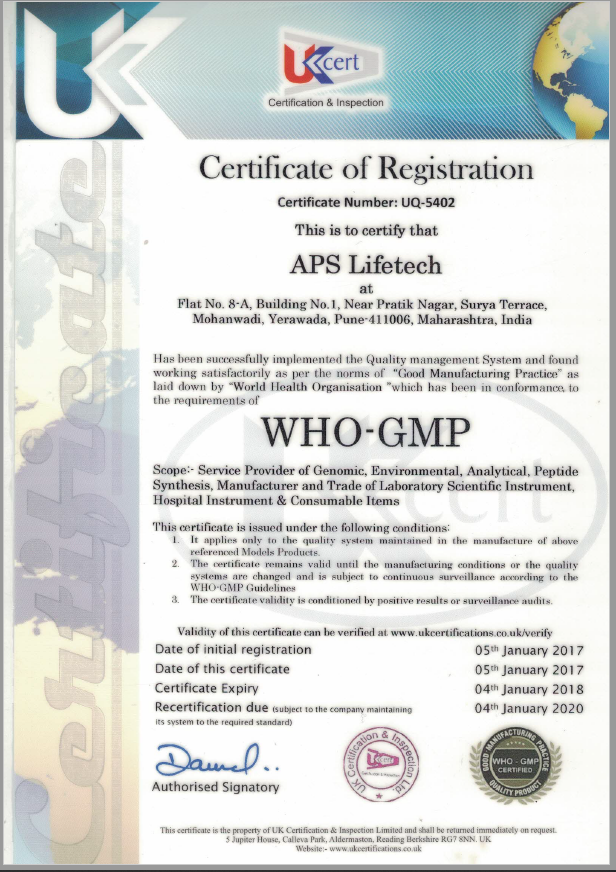 UK
UKcert
Certification & Inspection
Certificate
Certificate of Registration
Certificate Number: UQ-5402
This is to certify that
APS Lifetech
at
Flat No. 8-A, Building No.1, Near Pratik Nagar, Surya Terrace,
Mohanwadi, Yerawada, Pune-411006, Maharashtra, India
Has been successfully implemented the Quality management System and found
working satisfactorily as per the norms of "Good Manufacturing Practice" as
laid down by "World Health Organisation "which has been in conformance to
the requirements of
WHO-GMP
Scope:- Service Provider of Genomic, Environmental, Analytical, Peptide
Synthesis, Manufacturer and Trade of Laboratory Scientific Instrument,
Hospital Instrument & Consumable Items
This certificate is issued under the following conditions:
1. It applies only to the quality system maintained in the manufacture of above
referenced Models Products.
2. The certificate remains valid until the manufacturing conditions or the quality
systems are changed and is subject to continuous surveillance according to the
WHO-GMP Guidelines
3. The certificate validity is conditioned by positive results or surveillance audits.
Validity of this certificate can be verified at www.ukcertifications.co.uk/verify
Date of initial registration 05th January 2017
Date of this certificate 05th January 2017
Certificate Expiry 04th January 2018
Recertification due (subject to the company maintaining 04th January 2020
its system to the required standard)
Authorised Signatory
UK Certification & Inspection Ltd.
GOOD MANUFACTURING PRACTICE
WHO - GMP
CERTIFIED
QUALITY PRODUCT
This certificate is the property of UK Certification & Inspection Limited and shall be returned immediately on request.
5 Jupiter House, Calleva Park, Aldermaston, Reading Berkshire RG7 8NN. UK
Website:- www.ukcertifications.co.uk